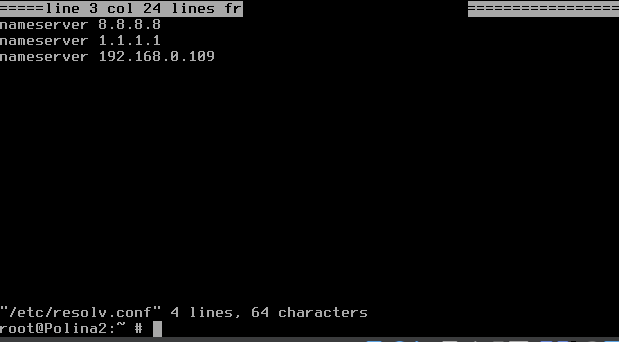 =====line 3 col 24 lines fr ====================
nameserver 8.8.8.8
nameserver 1.1.1.1
nameserver 192.168.0.109
"/etc/resolv.conf" 4 lines, 64 characters
root@Polina2:~ #